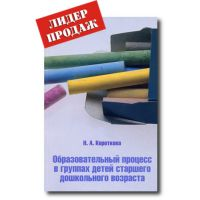 ЛИДЕР
ПРОДАЖ
Н. А. Короткова
Образовательный процесс
в группах детей старшего
дошкольного возраста